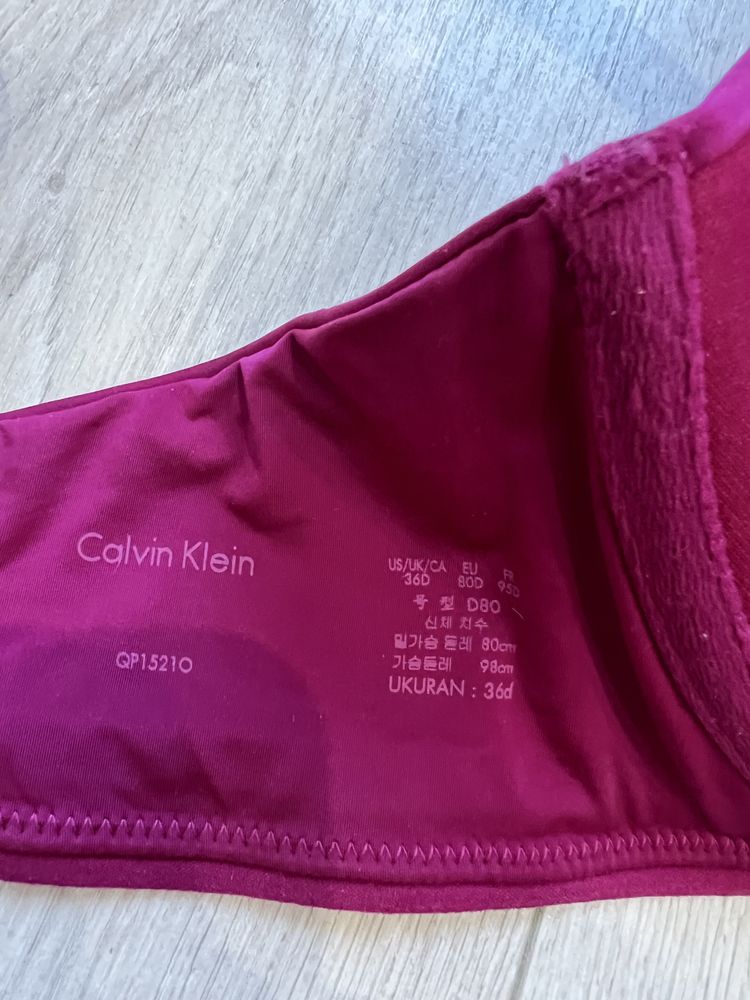 Calvin Klein
QP1521O
US/UK/CA EU FR
36D 80D 95D
호 칭 D80
신체 치수
밑가슴 둘레 80cm
가슴둘레 98cm
UKURAN : 36d